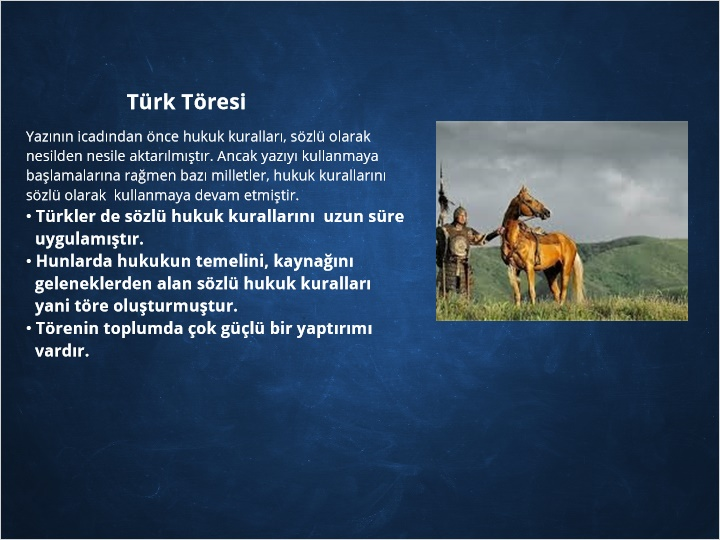 Türk Töresi
Yazının icadından önce hukuk kuralları, sözlü olarak
nesilden nesile aktarılmıştır. Ancak yazıyı kullanmaya
başlamalarına rağmen bazı milletler, hukuk kurallarını
sözlü olarak  kullanmaya devam etmiştir.
• Türkler de sözlü hukuk kurallarını  uzun süre
uygulamıştır.
• Hunlarda hukukun temelini, kaynağını
geleneklerden alan sözlü hukuk kuralları
yani töre oluşturmuştur.
• Törenin toplumda çok güçlü bir yaptırımı
vardır.